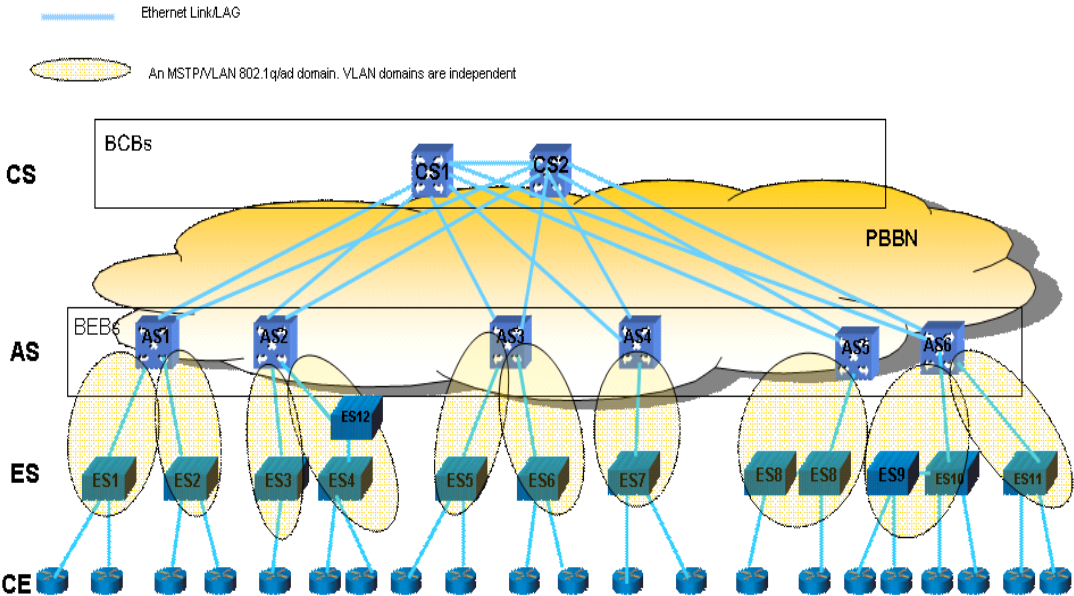 Ethernet Link/LAG
An MSTP/VLAN 802.1q/ad domain. VLAN domains are independent
BCBs
CS
CS1
CS2
PBBN
BEBs
AS
AS1
AS2
AS3
AS4
AS5
AS6
ES12
ES
ES1
ES2
ES3
ES4
ES5
ES6
ES7
ES8
ES8
ES9
ES10
ES11
CE